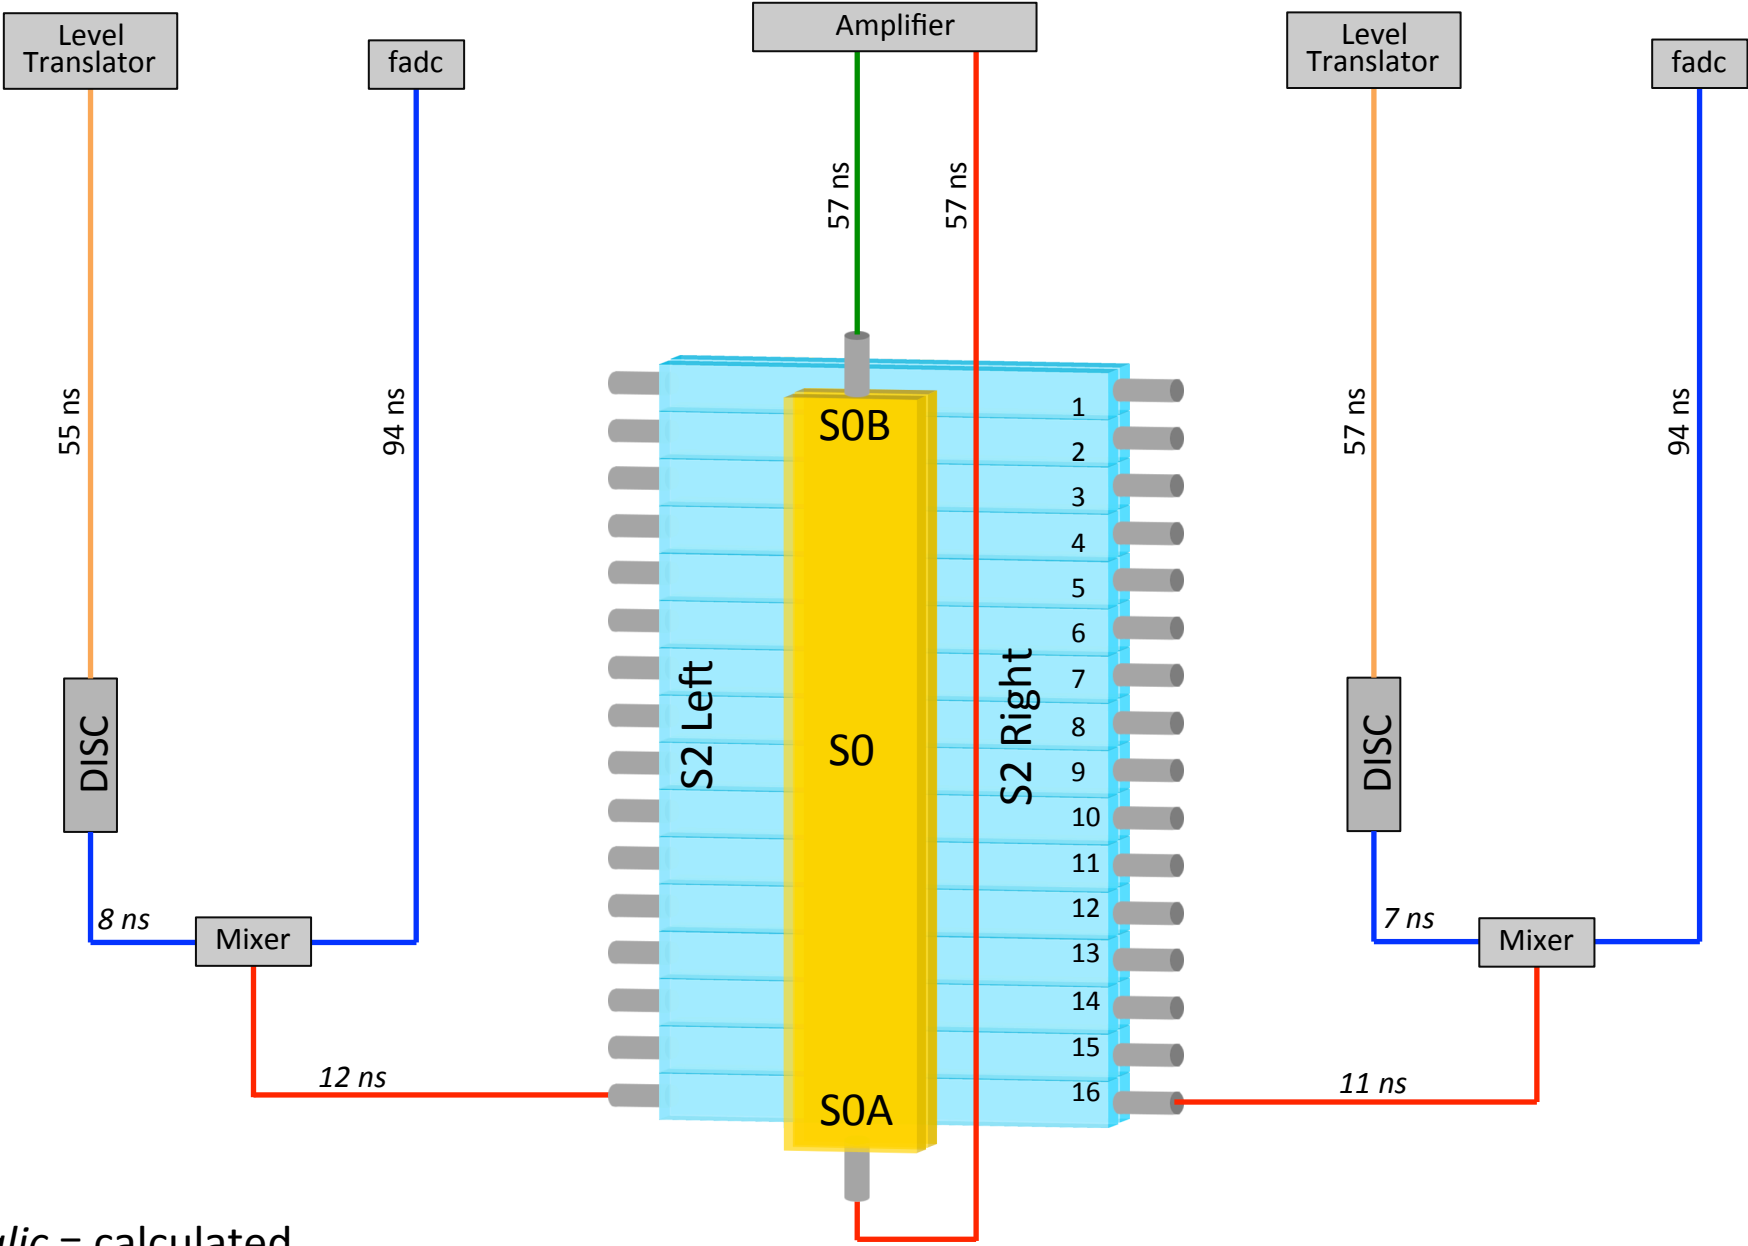 Level
Translator
fadc
Amplifier
Level
Translator
fadc
57 ns
57 ns
55 ns
94 ns
57 ns
94 ns
S0B
1
2
3
4
5
6
7
8
9
10
11
12
13
14
15
16
S2 Left
S0
S2 Right
DISC
DISC
8 ns
Mixer
7 ns
Mixer
12 ns
S0A
11 ns
= calculated